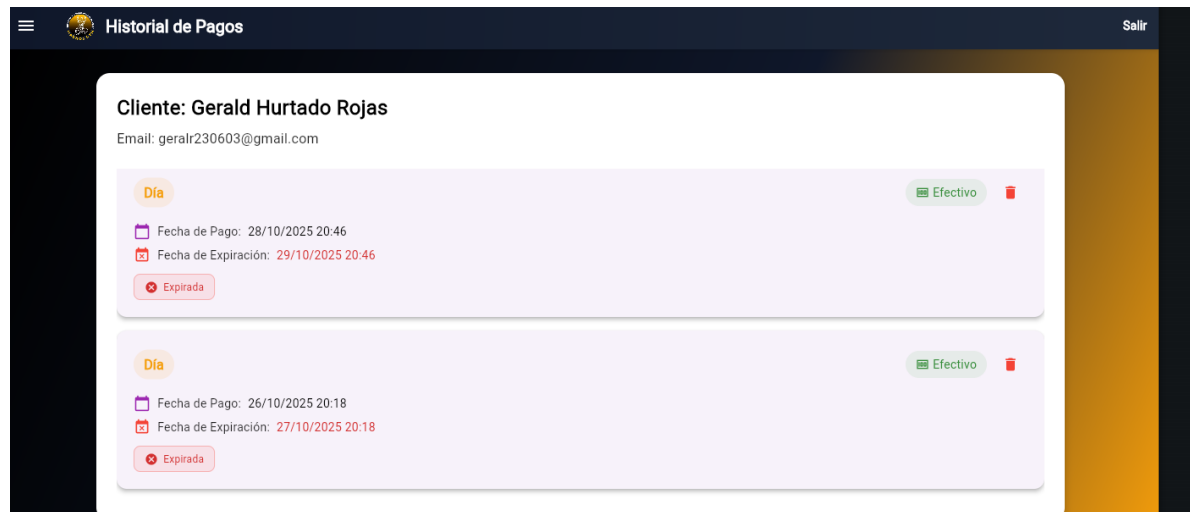 Historial de Pagos Salir
Cliente: Gerald Hurtado Rojas
Email: geralr230603@gmail.com
Día Efectivo
Fecha de Pago: 28/10/2025 20:46
Fecha de Expiración: 29/10/2025 20:46
Expirada
Día Efectivo
Fecha de Pago: 26/10/2025 20:18
Fecha de Expiración: 27/10/2025 20:18
Expirada